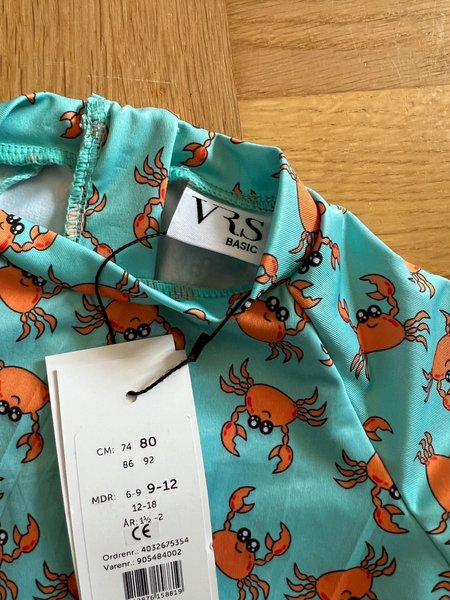 VRS
BASIC
CM: 74 80
86 92
MDR: 6-9 9-12
12-18
ÅR: 1½ -2
CE
Ordrenr.: 4032675354
Varenr.: 905484002